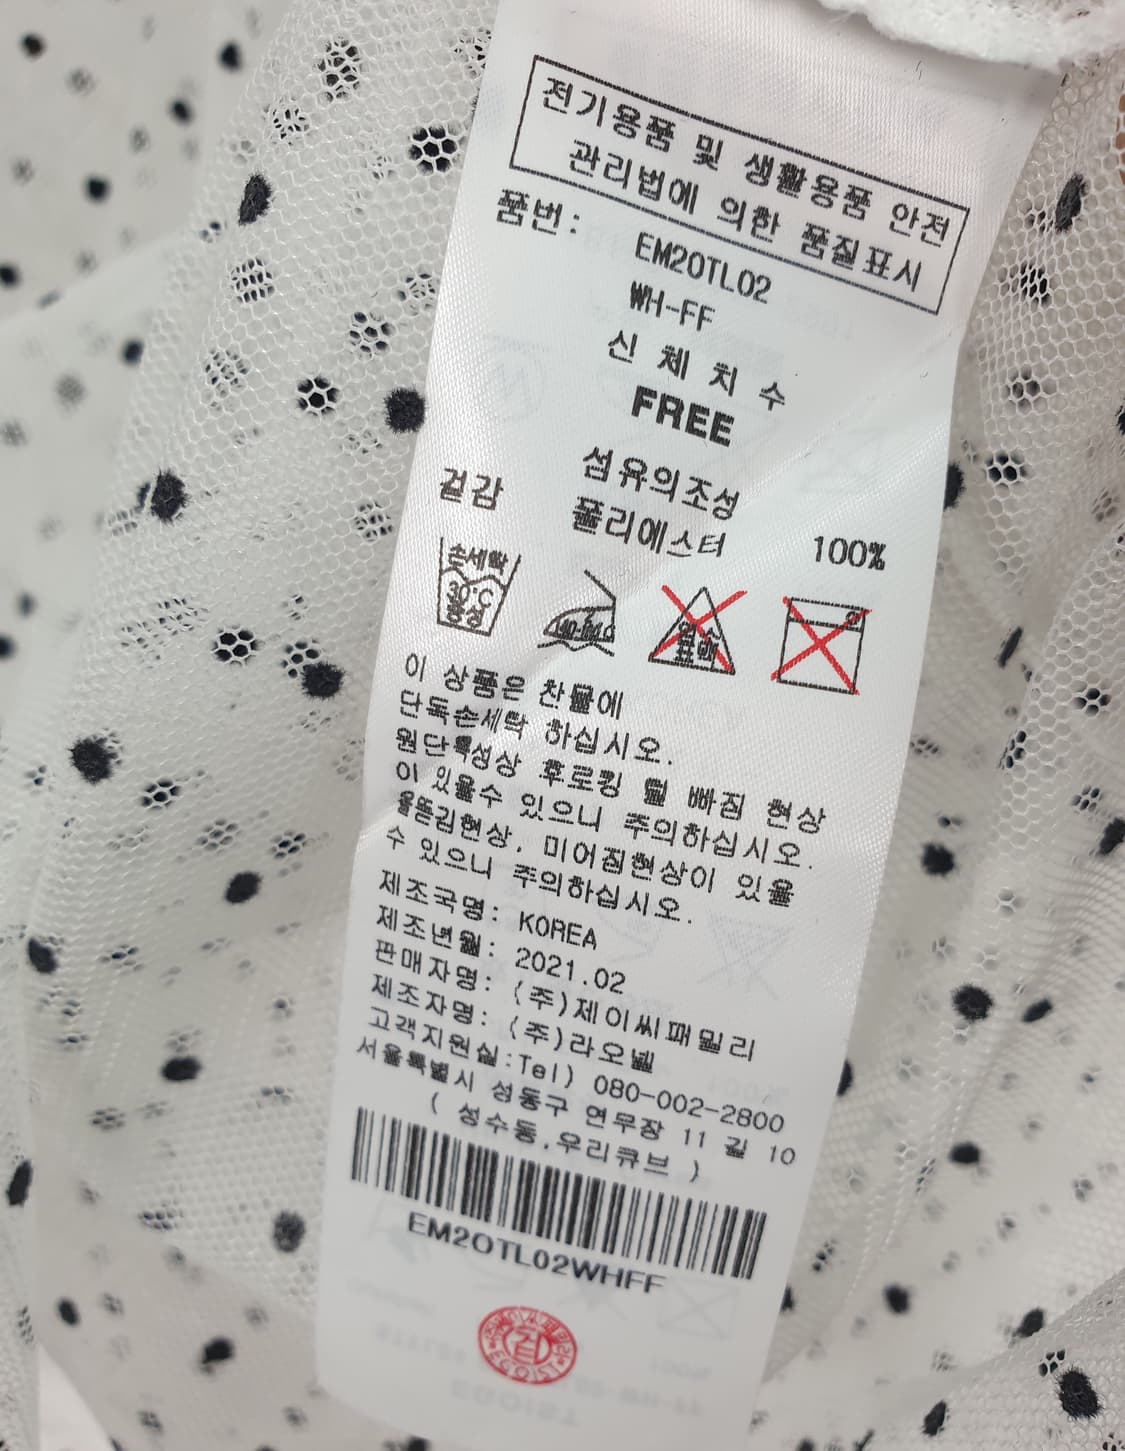 전기용품 및 생활용품 안전
관리법에 의한 품질표시
품번:
EM2OTL02
WH-FF
신 체 치 수
FREE
섬유의조성
겉감 폴리에스터 100%
손세탁
30°C
중성
염소
표백
이 상품은 찬물에
단독손세탁 하십시오.
원단특성상 후로킹 털 빠짐 현상
이 있을수 있으니 주의하십시오.
올뜯김현상, 미어짐현상이 있을
수 있으니 주의하십시오.
제조국명: KOREA
제조년월: 2021.02
판매자명: (주)제이씨패밀리
제조자명: (주)라오넬
고객지원실:Tel) 080-002-2800
서울특별시 성동구 연무장 11 길 10
( 성수동,우리큐브 )
EM2OTL02WHFF
EGOIST